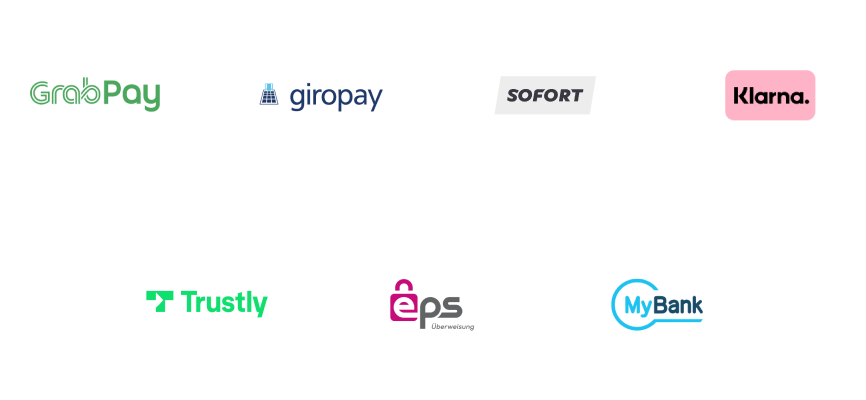 GrabPay
giropay
SOFORT
Klarna.
Trustly
eps
Überweisung
MyBank